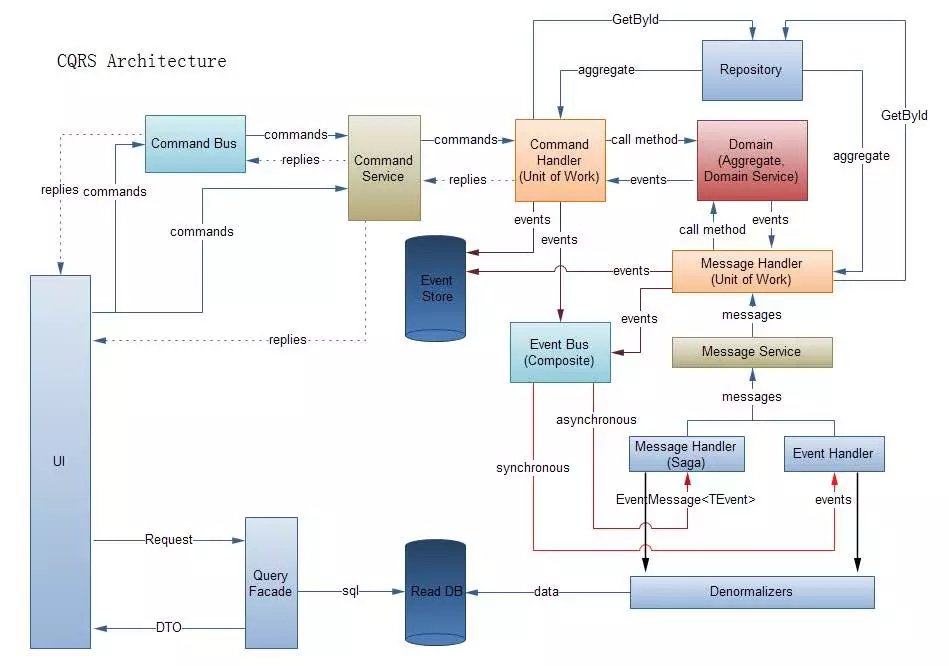 GetById
CQRS Architecture
aggregate
Repository
GetById
Command Bus
commands
replies
Command
Service
commands
replies
Command
Handler
(Unit of Work)
call method
events
Domain
(Aggregate,
Domain Service)
aggregate
replies
commands
commands
events
events
call method
events
Event
Store
events
Message Handler
(Unit of Work)
events
messages
replies
Event Bus
(Composite)
Message Service
messages
asynchronous
synchronous
Message Handler
(Saga)
Event Handler
UI
EventMessage<TEvent>
events
Request
Query
Facade
sql
Read DB
data
Denormalizers
DTO